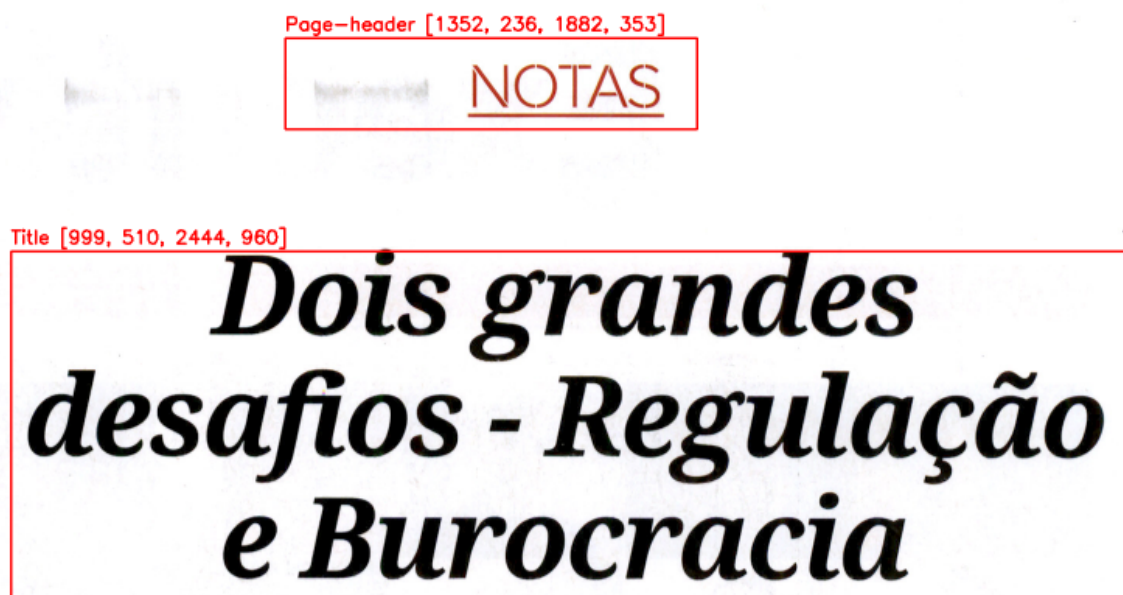 Page-header [1352, 236, 1882, 353]
NOTAS
Title [999, 510, 2444, 960]
Dois grandes
desafios - Regulação
e Burocracia